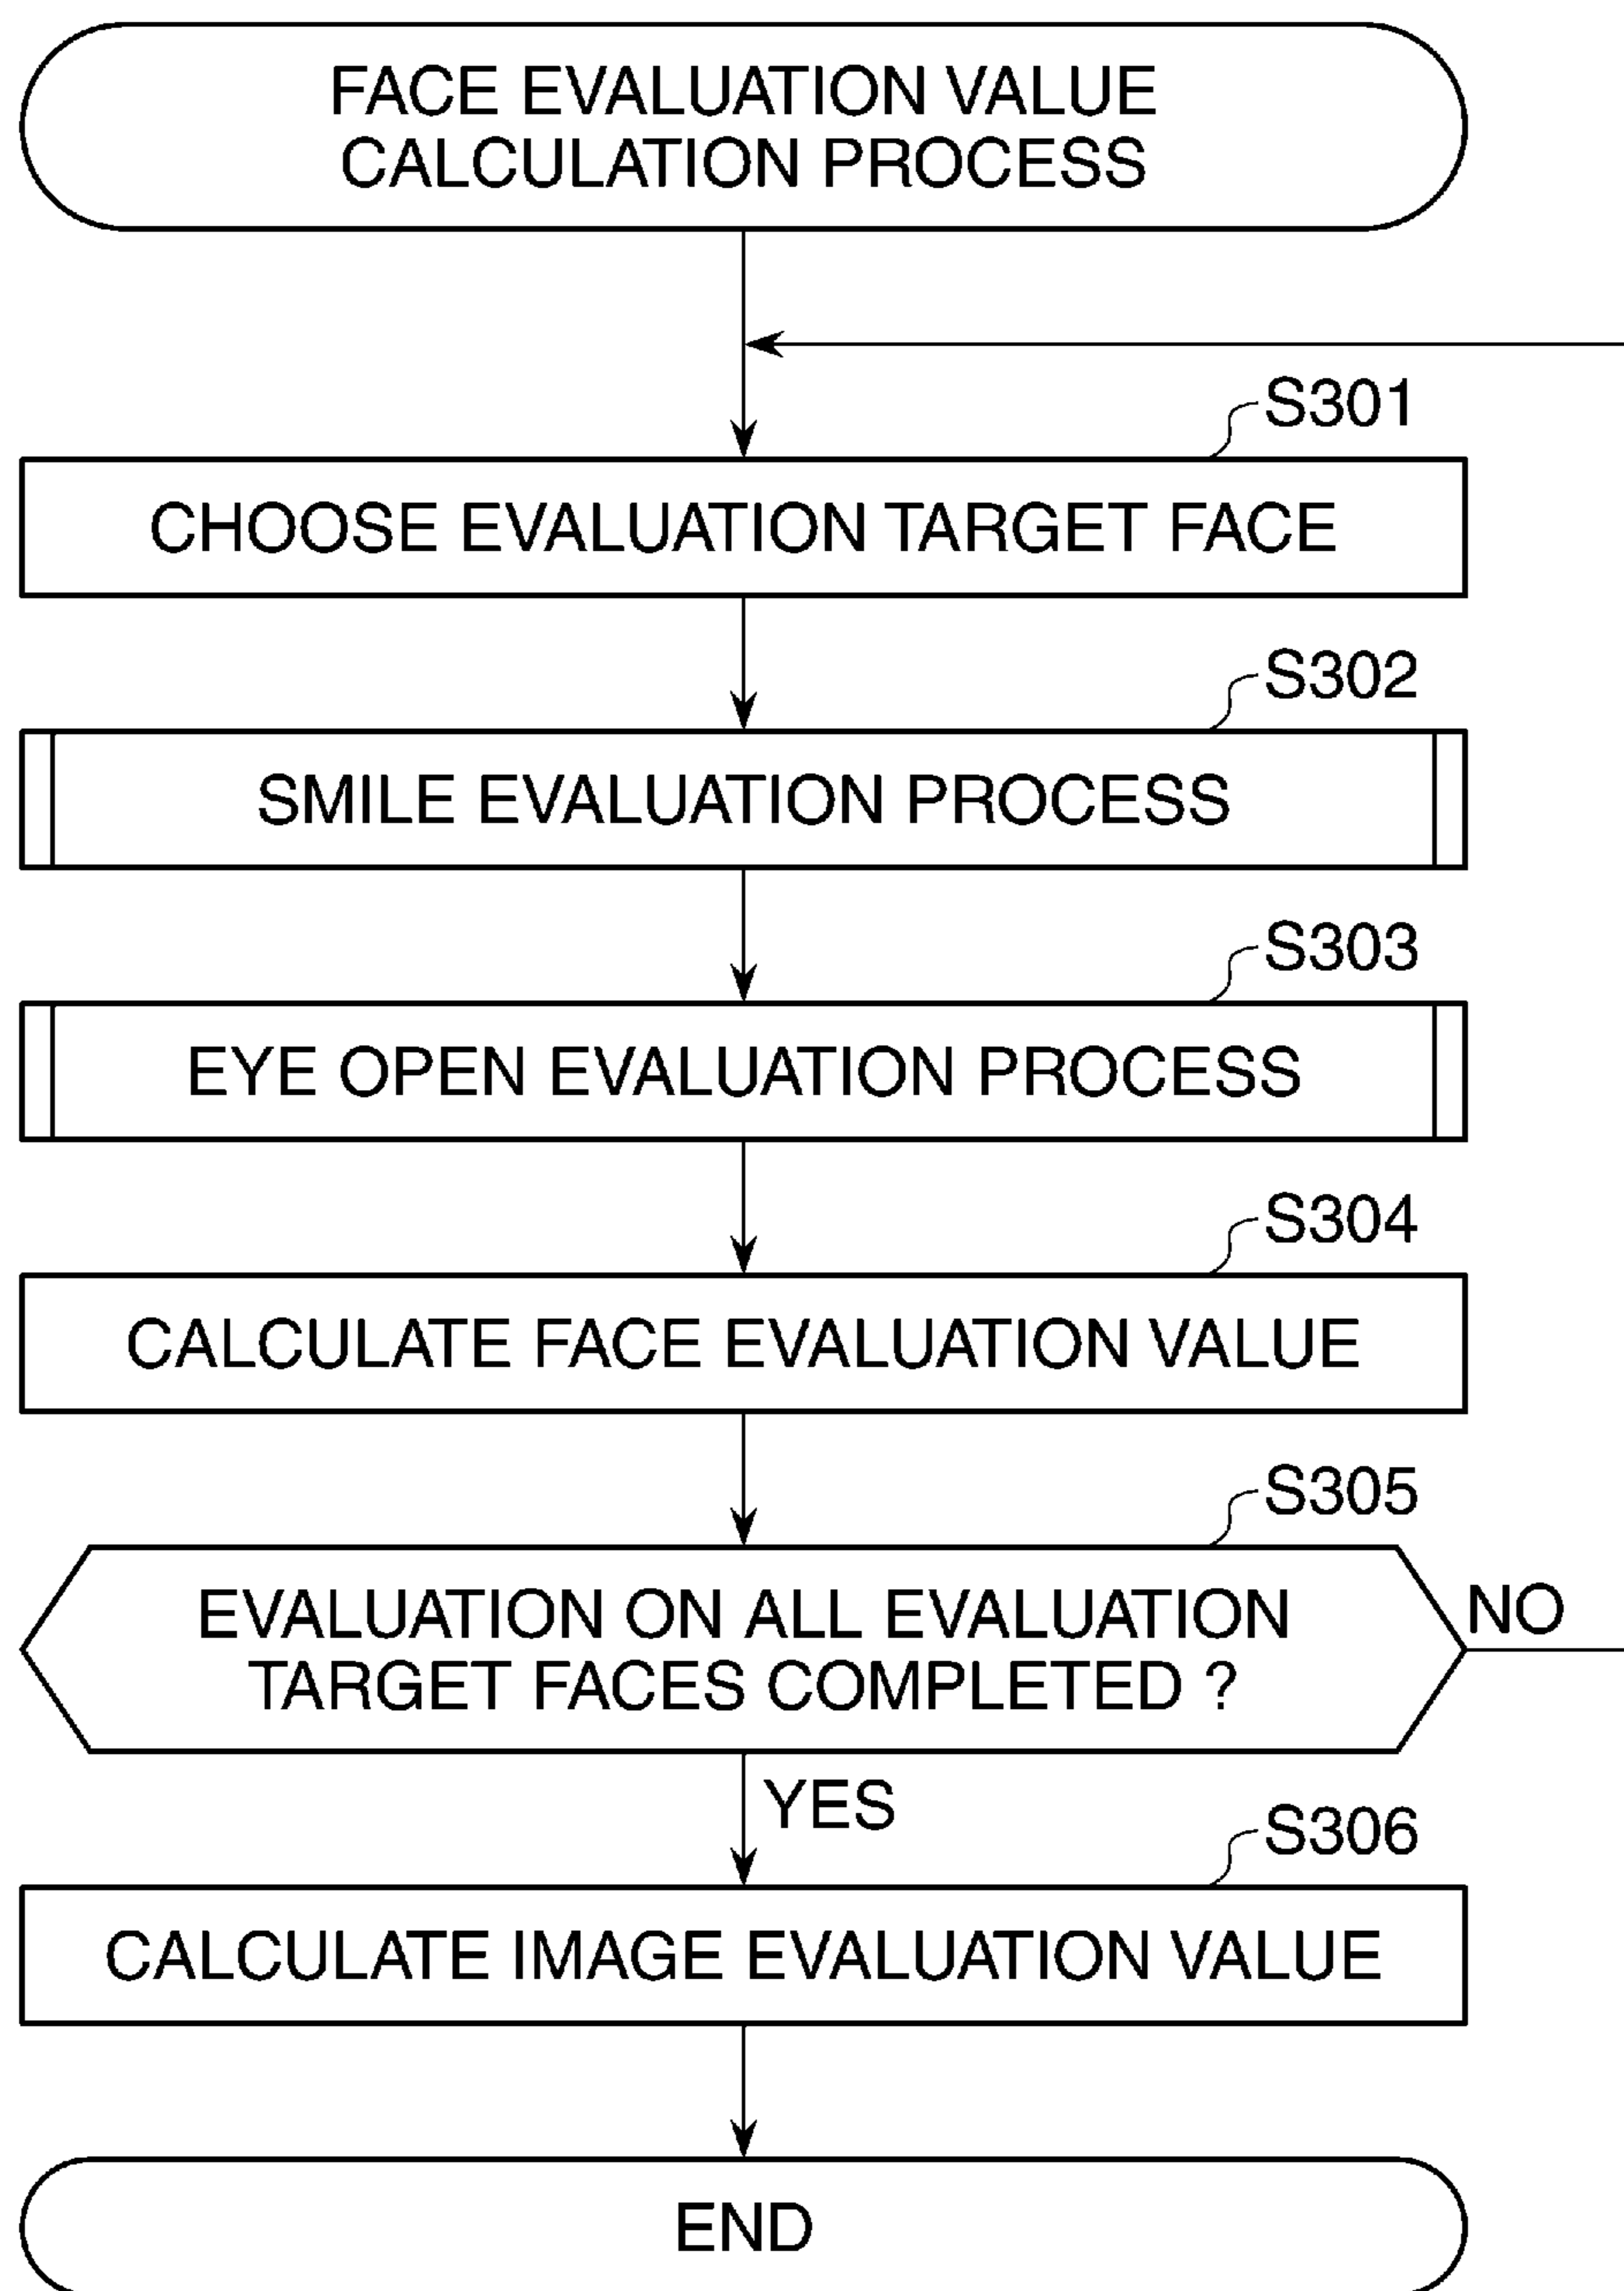 FACE EVALUATION VALUE
CALCULATION PROCESS
S301
CHOOSE EVALUATION TARGET FACE
S302
SMILE EVALUATION PROCESS
S303
EYE OPEN EVALUATION PROCESS
S304
CALCULATE FACE EVALUATION VALUE
S305
EVALUATION ON ALL EVALUATION
TARGET FACES COMPLETED ?
NO
YES
S306
CALCULATE IMAGE EVALUATION VALUE
END